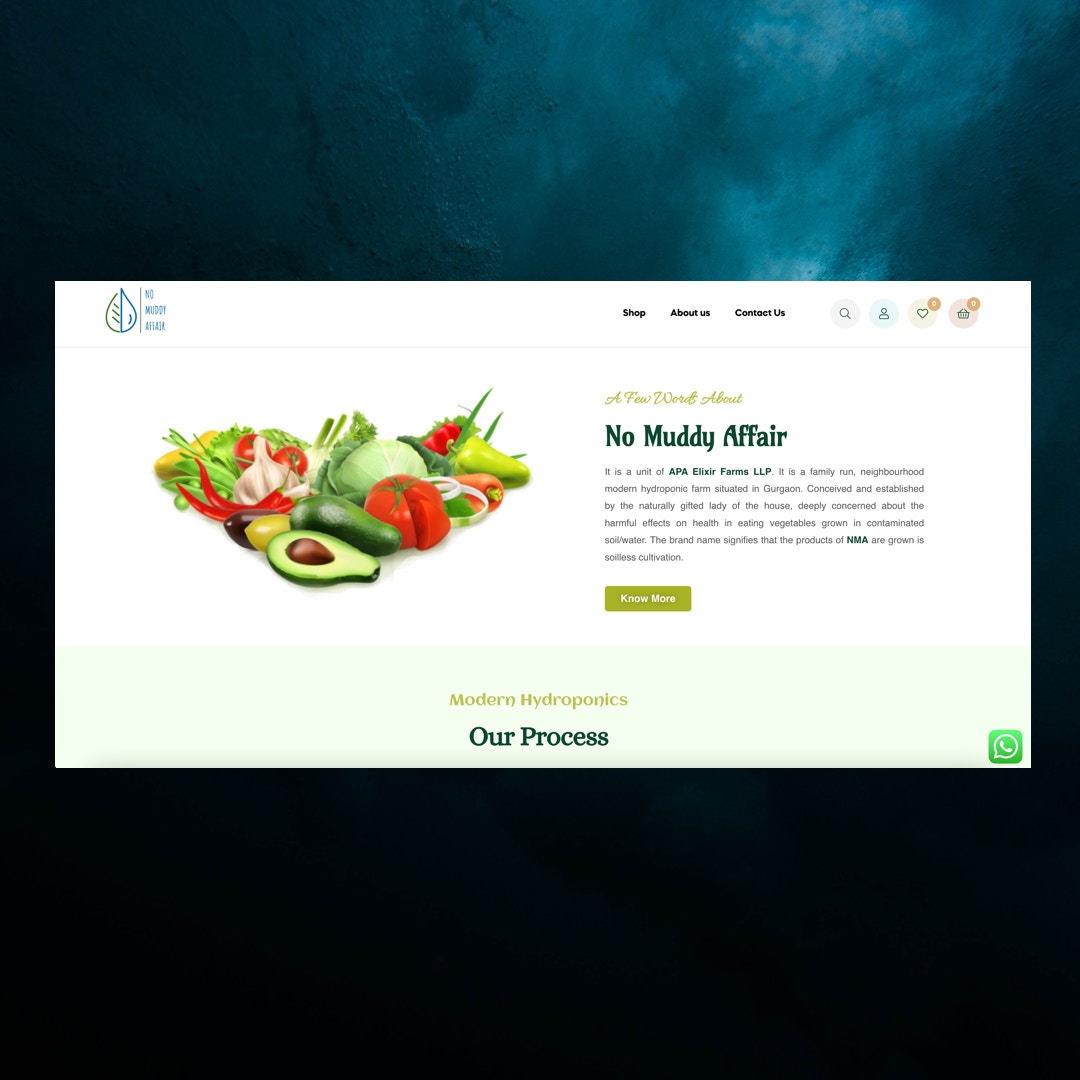 NO
MUDDY
AFFAIR
Shop About us Contact Us
0 0
A Few Words About
No Muddy Affair
It is a unit of APA Elixir Farms LLP. It is a family run, neighbourhood
modern hydroponic farm situated in Gurgaon. Conceived and established
by the naturally gifted lady of the house, deeply concerned about the
harmful effects on health in eating vegetables grown in contaminated
soil/water. The brand name signifies that the products of NMA are grown is
soilless cultivation.
Know More
Modern Hydroponics
Our Process